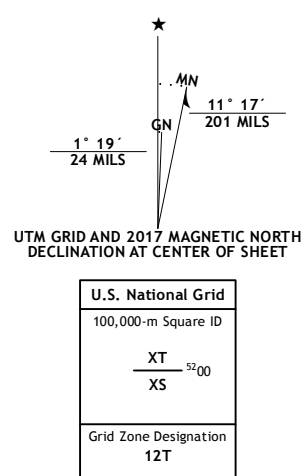 ★
MN
GN
11° 17´
201 MILS
1° 19´
24 MILS
UTM GRID AND 2017 MAGNETIC NORTH
DECLINATION AT CENTER OF SHEET
U.S. National Grid
100,000-m Square ID
XT
5200
XS
Grid Zone Designation
12T